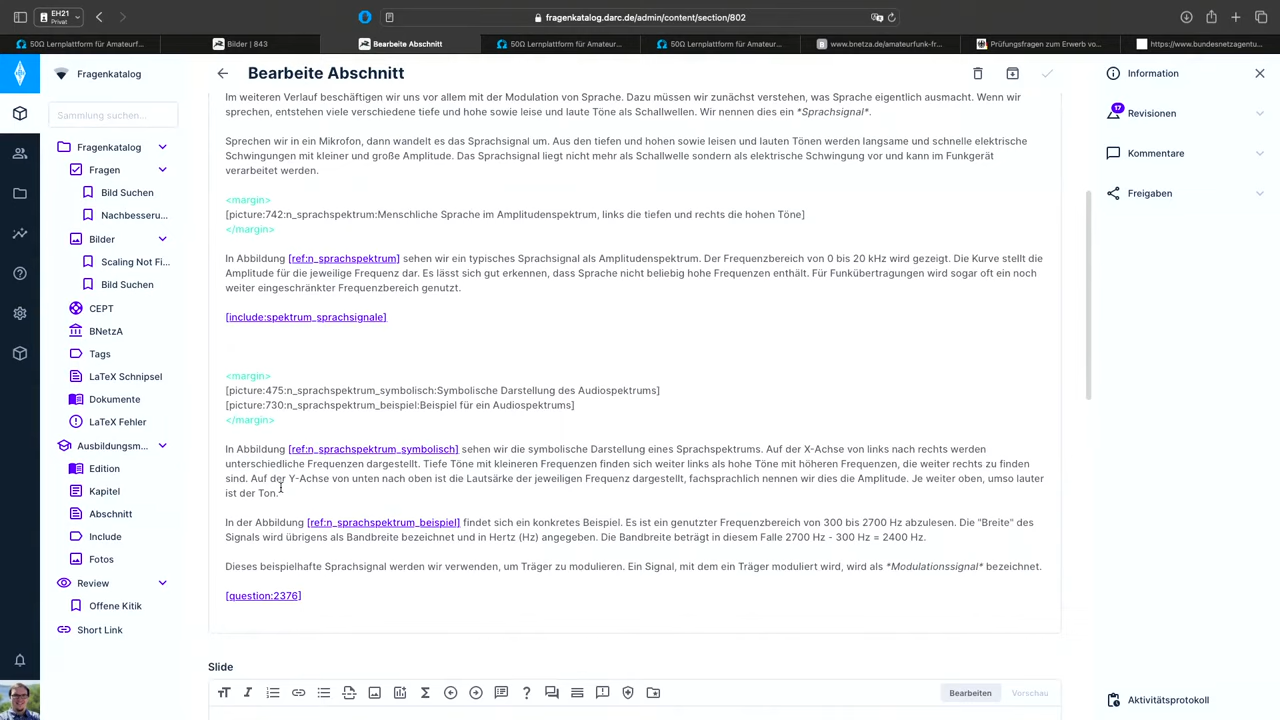 EH21
Privat
fragenkatalog.darc.de/admin/content/section/802
50Ω Lernplattform für Amateurf...
Bilder | 843
Bearbeite Abschnitt
50Ω Lernplattform für Amateur...
50Ω Lernplattform für Amateur...
www.bnetza.de/amateurfunk-fr...
Prüfungsfragen zum Erwerb vo...
https://www.bundesnetzagentu...
Fragenkatalog
Bearbeite Abschnitt
Information
Sammlung suchen...
Fragenkatalog
Fragen
Bild Suchen
Nachbesseru...
Bilder
Scaling Not Fi...
Bild Suchen
CEPT
BNetzA
Tags
LaTeX Schnipsel
Dokumente
LaTeX Fehler
Ausbildungsm...
Edition
Kapitel
Abschnitt
Include
Fotos
Review
Offene Kitik
Short Link
Im weiteren Verlauf beschäftigen wir uns vor allem mit der Modulation von Sprache. Dazu müssen wir zunächst verstehen, was Sprache eigentlich ausmacht. Wenn wir
sprechen, entstehen viele verschieden tiefe und hohe sowie leise und laute Töne als Schallwellen. Wir nennen dies ein *Sprachsignal*.
Sprechen wir in ein Mikrofon, dann wandelt es das Sprachsignal um. Aus den tiefen und hohen sowie leisen und lauten Tönen werden langsame und schnelle elektrische
Schwingungen mit kleiner und große Amplitude. Das Sprachsignal liegt nicht mehr als Schallwelle sondern als elektrische Schwingung vor und kann im Funkgerät
verarbeitet werden.
<margin>
[picture:742:n_sprachspektrum:Menschliche Sprache im Amplitudenspektrum, links die tiefen und rechts die hohen Töne]
</margin>
In Abbildung [ref:n_sprachspektrum] sehen wir ein typisches Sprachsignal als Amplitudenspektrum. Der Frequenzbereich von 0 bis 20 kHz wird gezeigt. Die Kurve stellt die
Amplitude für die jeweilige Frequenz dar. Es lässt sich gut erkennen, dass Sprache nicht beliebig hohe Frequenzen enthält. Für Funkübertragungen wird sogar oft ein noch
weiter eingeschränkter Frequenzbereich genutzt.
[include:spektrum_sprachsignale]
<margin>
[picture:475:n_sprachspektrum_symbolisch:Symbolische Darstellung des Audiospektrums]
[picture:730:n_sprachspektrum_beispiel:Beispiel für ein Audiospektrums]
</margin>
In Abbildung [ref:n_sprachspektrum_symbolisch] sehen wir die symbolische Darstellung eines Sprachspektrums. Auf der X-Achse von links nach rechts werden
unterschiedliche Frequenzen dargestellt. Tiefe Töne mit kleineren Frequenzen finden sich weiter links als hohe Töne mit höheren Frequenzen, die weiter rechts zu finden
sind. Auf der Y-Achse von unten nach oben ist die Lautsärke der jeweiligen Frequenz dargestellt, fachsprachlich nennen wir dies die Amplitude. Je weiter oben, umso lauter
ist der Ton.
In der Abbildung [ref:n_sprachspektrum_beispiel] findet sich ein konkretes Beispiel. Es ist ein genutzter Frequenzbereich von 300 bis 2700 Hz abzulesen. Die "Breite" des
Signals wird übrigens als Bandbreite bezeichnet und in Hertz (Hz) angegeben. Die Bandbreite beträgt in diesem Falle 2700 Hz - 300 Hz = 2400 Hz.
Dieses beispielhafte Sprachsignal werden wir verwenden, um Träger zu modulieren. Ein Signal, mit dem ein Träger moduliert wird, wird als *Modulationssignal* bezeichnet.
[question:2376]
Slide
Bearbeiten
Vorschau
17
Revisionen
Kommentare
Freigaben
Aktivitätsprotokoll